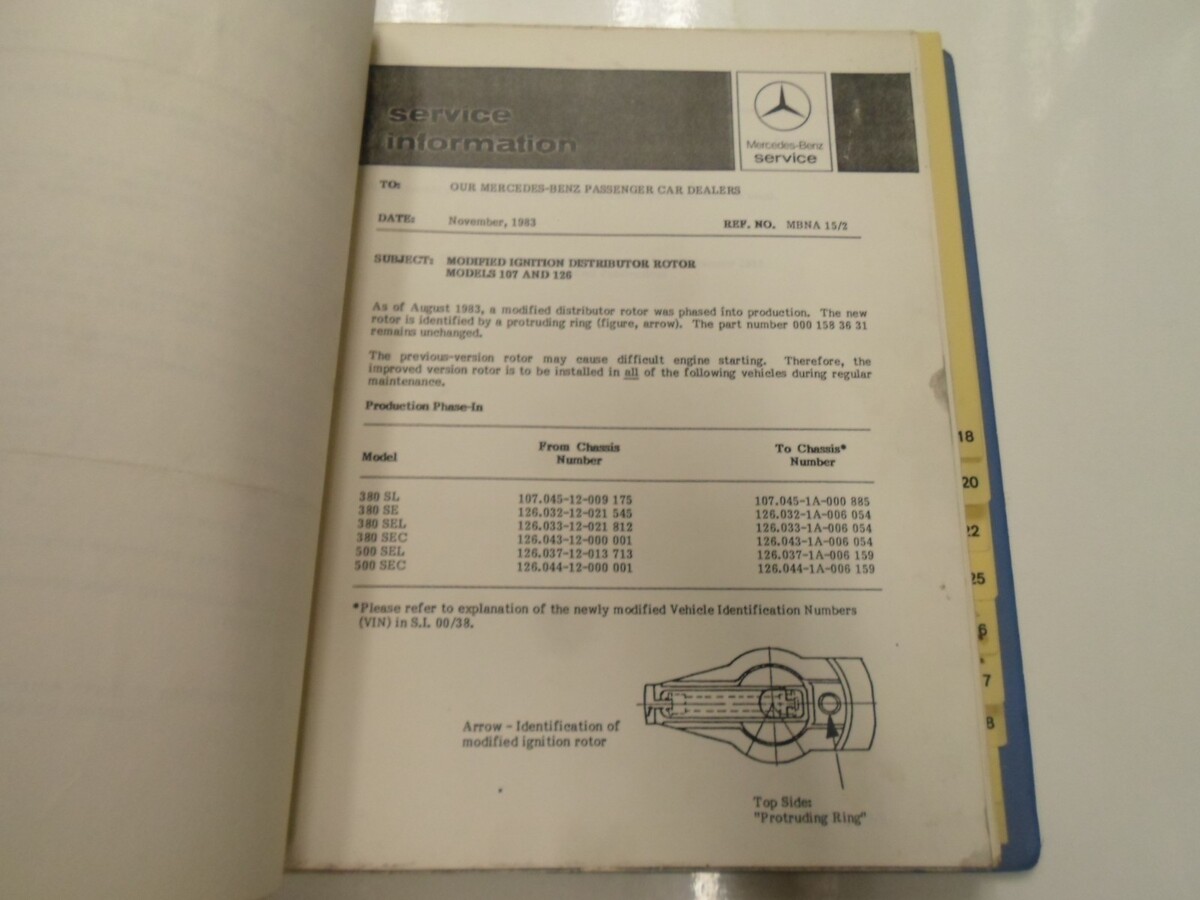 service
information
Mercedes-Benz
service
TO: OUR MERCEDES-BENZ PASSENGER CAR DEALERS
DATE: November, 1983 REF. NO. MBNA 15/2
SUBJECT: MODIFIED IGNITION DISTRIBUTOR ROTOR
MODELS 107 AND 126
As of August 1983, a modified distributor rotor was phased into production. The new
rotor is identified by a protruding ring (figure, arrow). The part number 000 158 36 31
remains unchanged.
The previous-version rotor may cause difficult engine starting. Therefore, the
improved version rotor is to be installed in all of the following vehicles during regular
maintenance.
Production Phase-In
Model From Chassis Number To Chassis* Number
380 SL 107.045-12-009 175 107.045-1A-000 885
380 SE 126.032-12-021 545 126.032-1A-006 054
380 SEL 126.033-12-021 812 126.033-1A-006 054
380 SEC 126.043-12-000 001 126.043-1A-006 054
500 SEL 126.037-12-013 713 126.037-1A-006 159
500 SEC 126.044-12-000 001 126.044-1A-006 159
*Please refer to explanation of the newly modified Vehicle Identification Numbers
(VIN) in S.I. 00/38.
Arrow - Identification of
modified ignition rotor
Top Side:
"Protruding Ring"
18
20
22
25
6
7
8